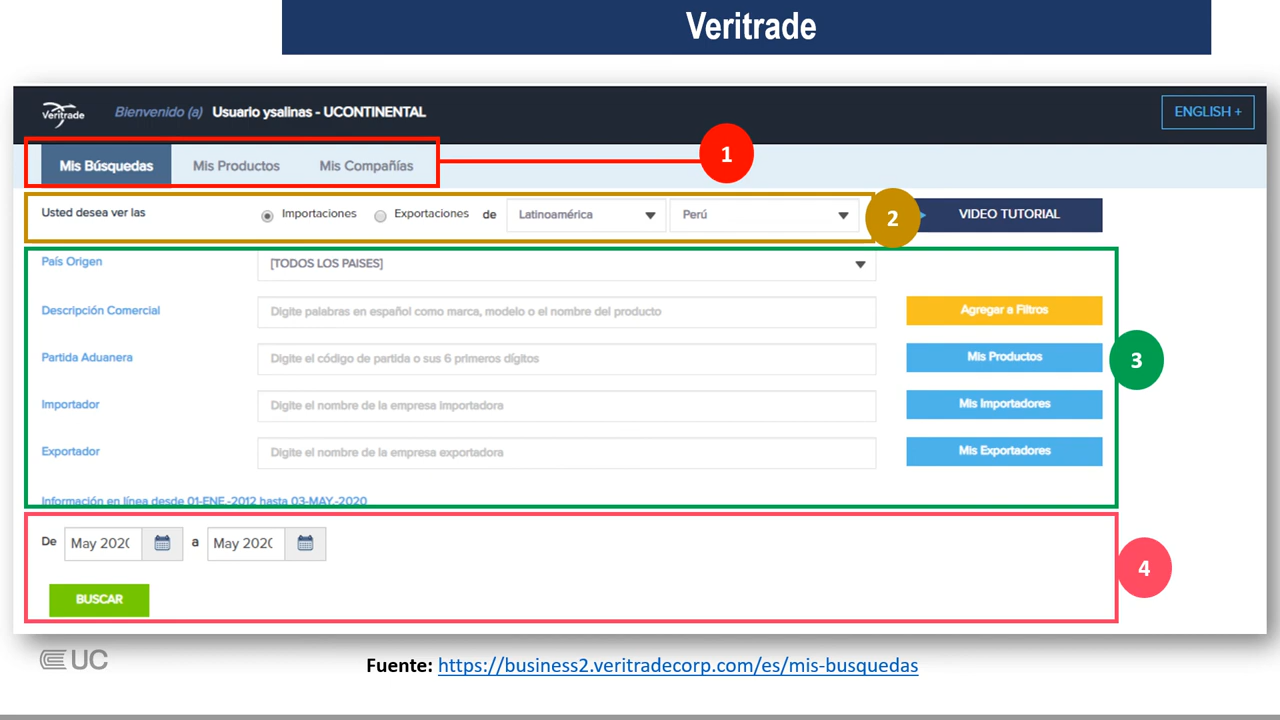 Veritrade
Veritrade
Bienvenido (a) Usuario ysalinas - UCONTINENTAL
ENGLISH +
Mis Búsquedas Mis Productos Mis Compañías
1
Usted desea ver las Importaciones Exportaciones de Latinoamérica Perú
2
VIDEO TUTORIAL
País Origen [TODOS LOS PAISES]
Descripción Comercial Digite palabras en español como marca, modelo o el nombre del producto Agregar a Filtros
Partida Aduanera Digite el código de partida o sus 6 primeros dígitos Mis Productos
3
Importador Digite el nombre de la empresa importadora Mis Importadores
Exportador Digite el nombre de la empresa exportadora Mis Exportadores
Información en línea desde 01-ENE.-2012 hasta 03-MAY.-2020
De May 202 a May 202
4
BUSCAR
UC
Fuente: https://business2.veritradecorp.com/es/mis-busquedas